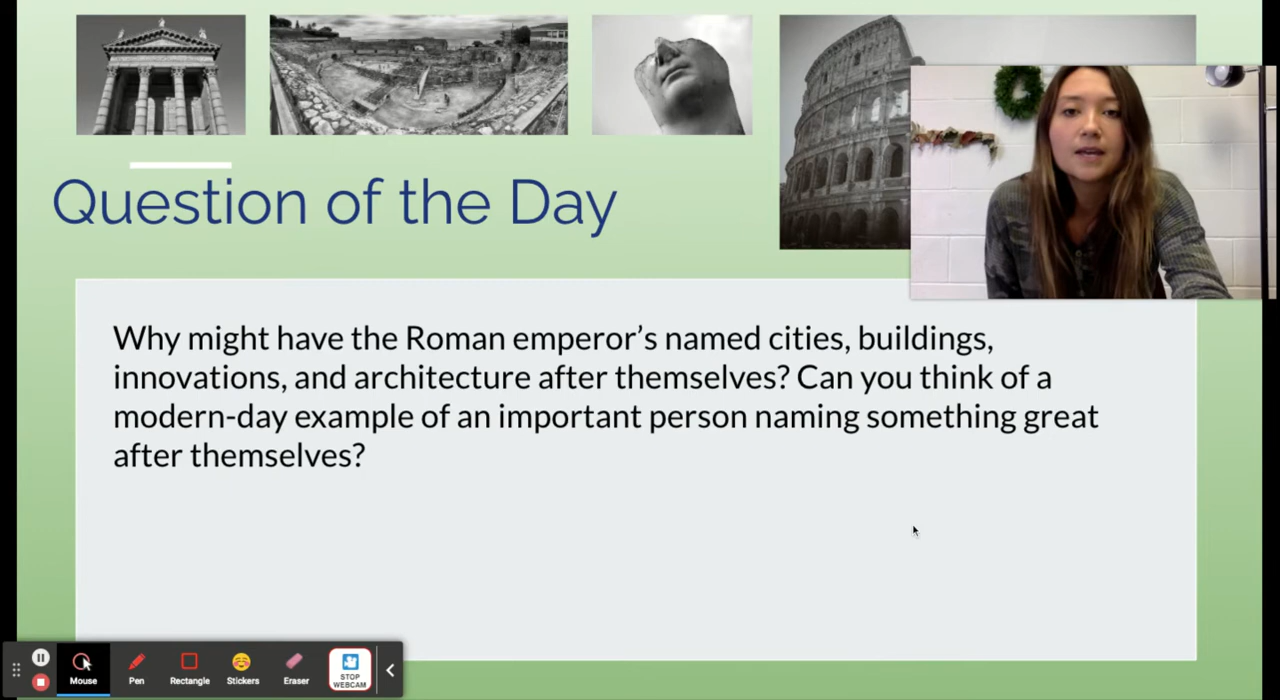 Question of the Day
Why might have the Roman emperor’s named cities, buildings,
innovations, and architecture after themselves? Can you think of a
modern-day example of an important person naming something great
after themselves?
Mouse
Pen
Rectangle
Stickers
Eraser
STOP
WEBCAM